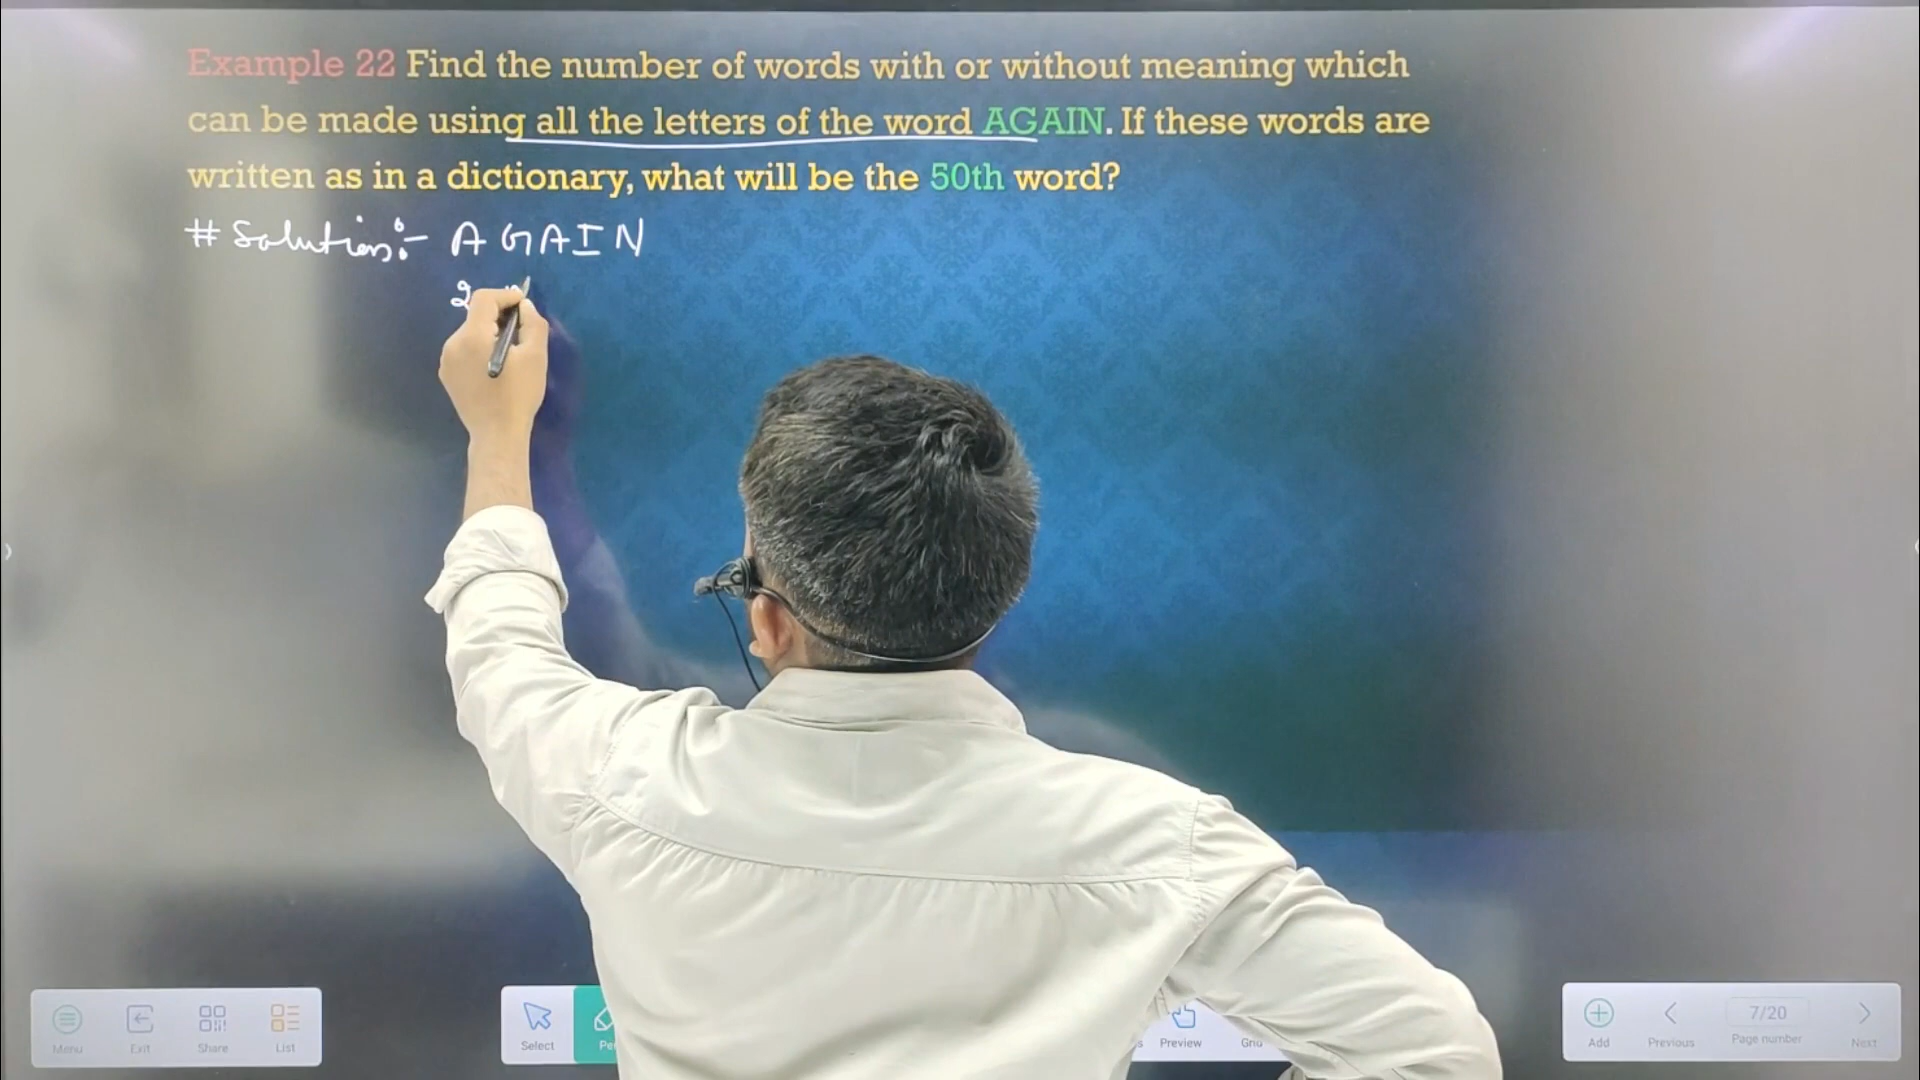 Example 22 Find the number of words with or without meaning which
can be made using all the letters of the word AGAIN. If these words are
written as in a dictionary, what will be the 50th word?
# Solution:- AGAIN
2
Menu Exit Share List Select Preview Grid Add Previous 7/20 Page number Next